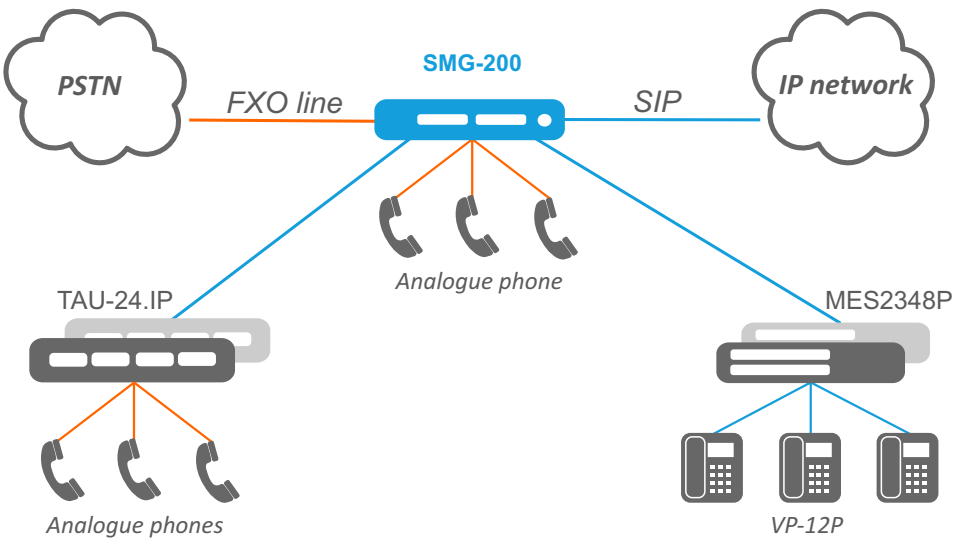 SMG-200
PSTN
FXO line
SIP
IP network
Analogue phone
TAU-24.IP
MES2348P
Analogue phones
VP-12P